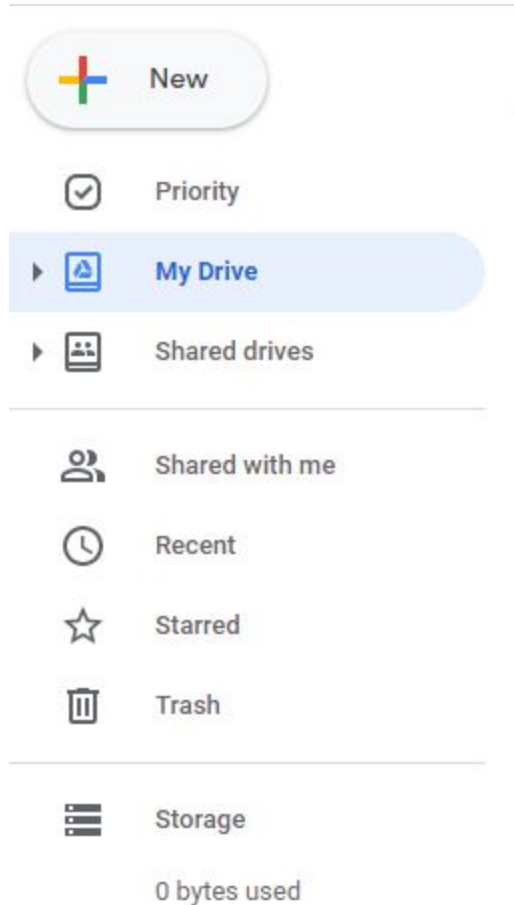 New
Priority
My Drive
Shared drives
Shared with me
Recent
Starred
Trash
Storage
0 bytes used